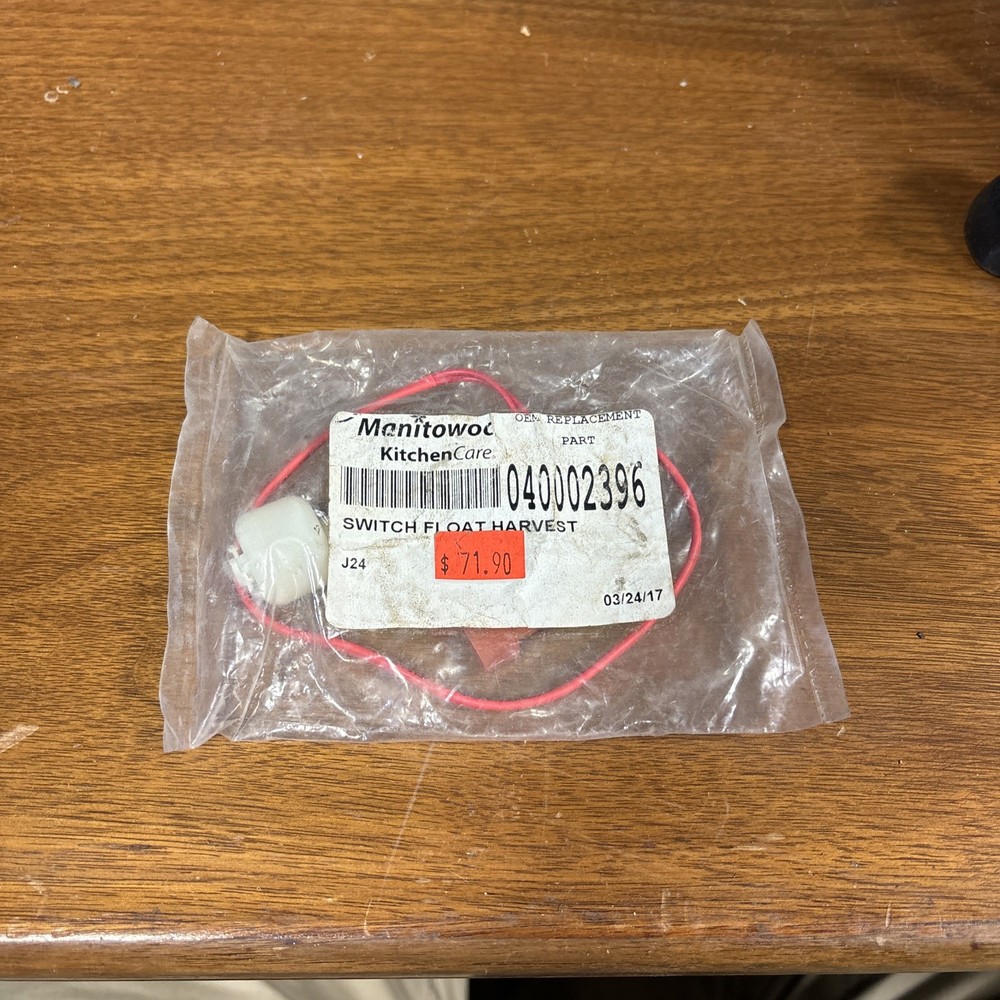 Manitowoc
KitchenCare
OEM REPLACEMENT
PART
040002396
SWITCH FLOAT HARVEST
$ 71.90
J24
03/24/17